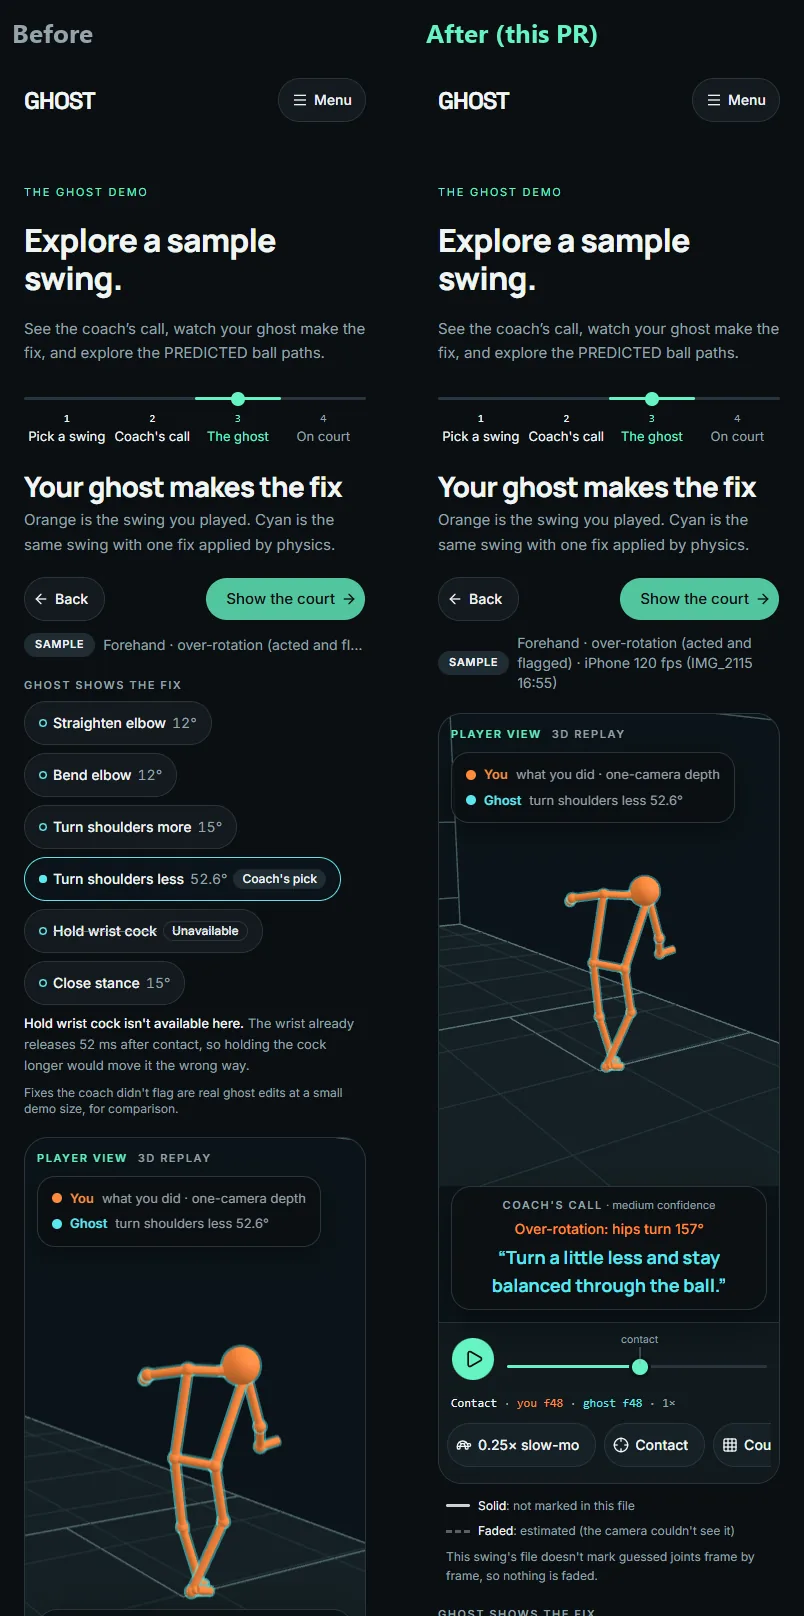 Before
GHOST
Menu
THE GHOST DEMO
Explore a sample
swing.
See the coach's call, watch your ghost make the
fix, and explore the PREDICTED ball paths.
1 2 3 4
Pick a swing Coach's call The ghost On court
Your ghost makes the fix
Orange is the swing you played. Cyan is the
same swing with one fix applied by physics.
← Back
Show the court →
SAMPLE Forehand · over-rotation (acted and fl...
GHOST SHOWS THE FIX
Straighten elbow 12°
Bend elbow 12°
Turn shoulders more 15°
Turn shoulders less 52.6° Coach's pick
Hold wrist cock Unavailable
Close stance 15°
Hold wrist cock isn't available here. The wrist already
releases 52 ms after contact, so holding the cock
longer would move it the wrong way.
Fixes the coach didn't flag are real ghost edits at a small
demo size, for comparison.
PLAYER VIEW 3D REPLAY
You what you did · one-camera depth
Ghost turn shoulders less 52.6°
After (this PR)
GHOST
Menu
THE GHOST DEMO
Explore a sample
swing.
See the coach's call, watch your ghost make the
fix, and explore the PREDICTED ball paths.
1 2 3 4
Pick a swing Coach's call The ghost On court
Your ghost makes the fix
Orange is the swing you played. Cyan is the
same swing with one fix applied by physics.
← Back
Show the court →
SAMPLE
Forehand · over-rotation (acted and
flagged) · iPhone 120 fps (IMG_2115
16:55)
PLAYER VIEW 3D REPLAY
You what you did · one-camera depth
Ghost turn shoulders less 52.6°
COACH'S CALL · medium confidence
Over-rotation: hips turn 157°
“Turn a little less and stay
balanced through the ball.”
contact
Contact · you f48 · ghost f48 · 1×
0.25× slow-mo
Contact
Cou
Solid: not marked in this file
Faded: estimated (the camera couldn't see it)
This swing's file doesn't mark guessed joints frame by
frame, so nothing is faded.
GHOST SHOWS THE FIX